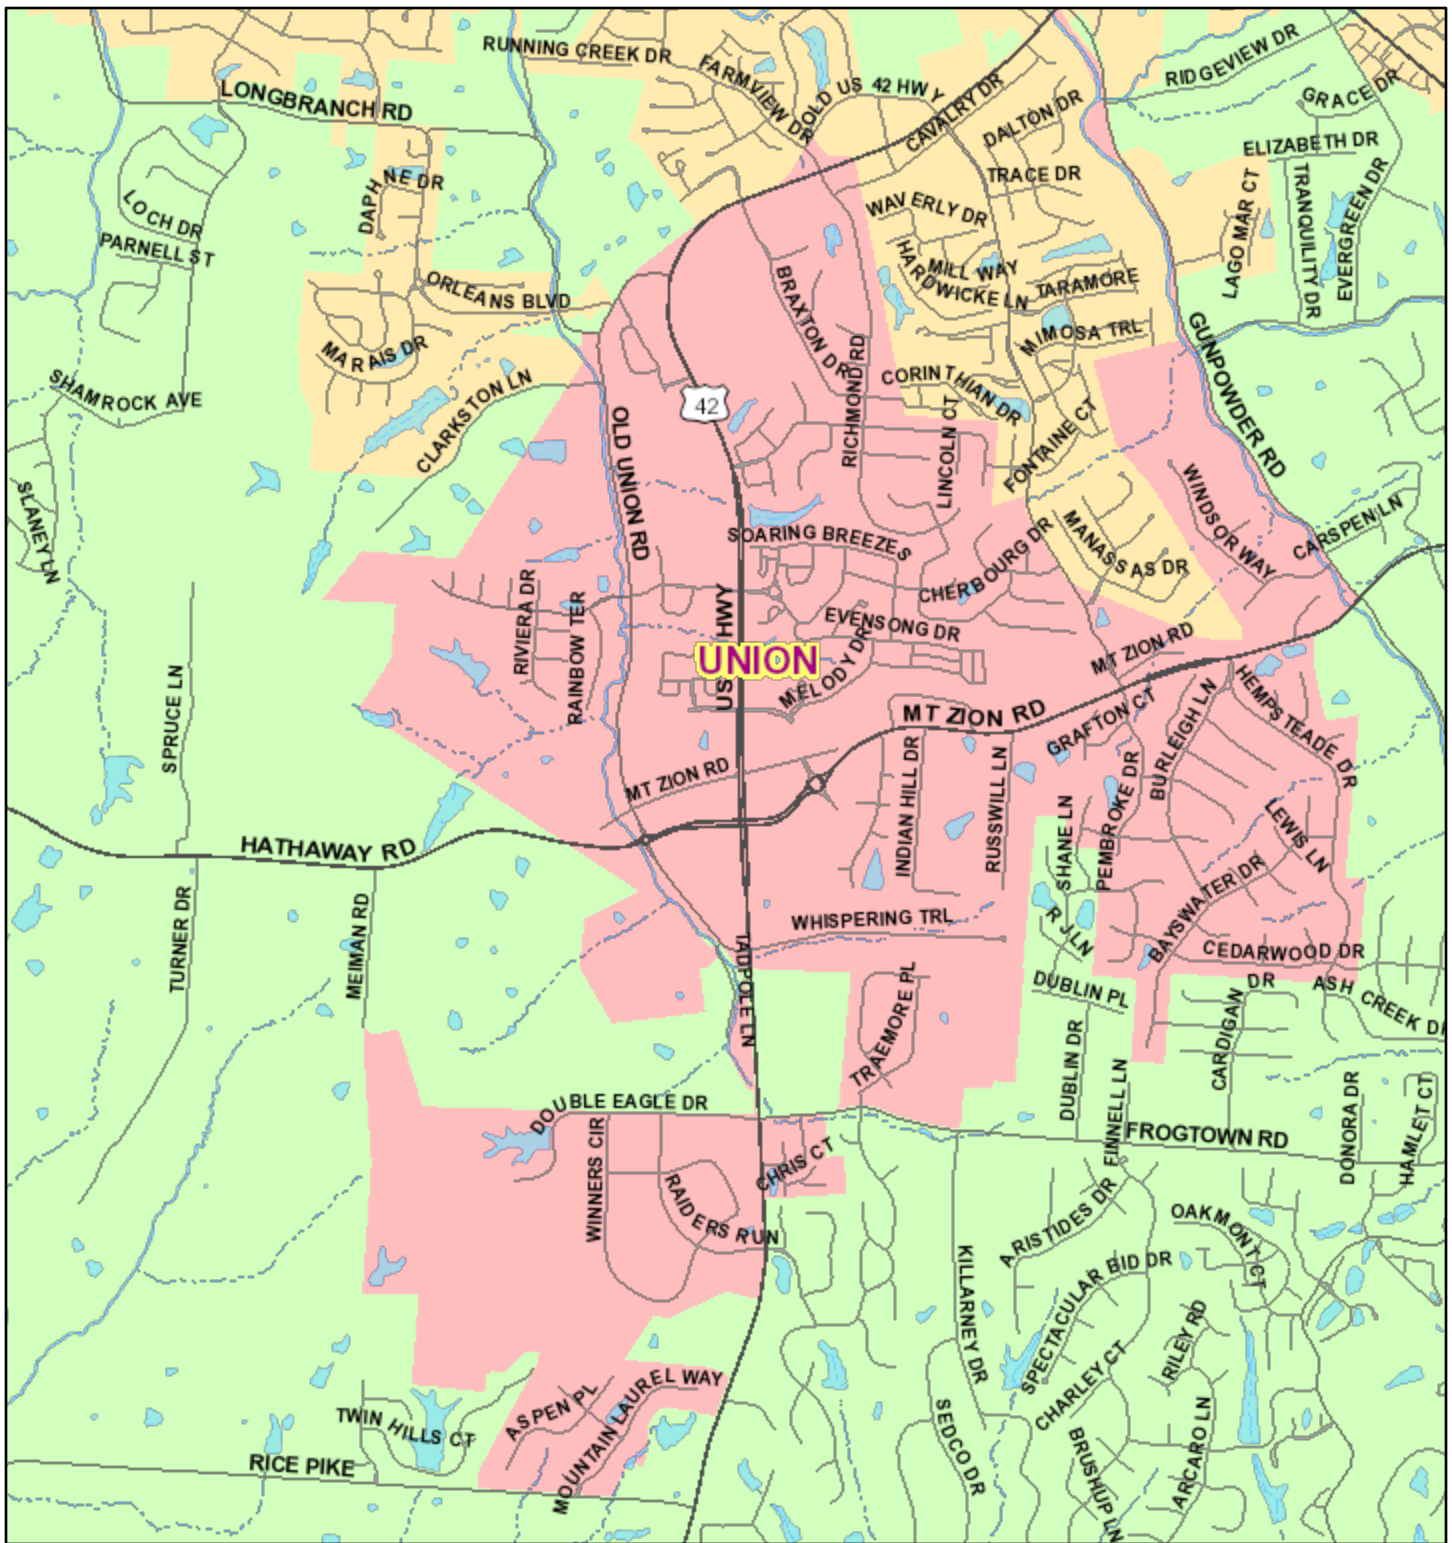 RUNNING CREEK DR
FARMVIEW DR
OLD US 42 HWY
CAVALRY DR
DALTON DR
RIDGEVIEW DR
GRACE DR
LONGBRANCH RD
ELIZABETH DR
DAPHNE DR
TRACE DR
TRANQUILITY DR
EVERGREEN DR
LAGO MAR CT
LOCH DR
PARNELL ST
WAVERLY DR
MILL WAY
HARDWICKE LN
TARAMORE
ORLEANS BLVD
BRAXTON DR
MIMOSA TRL
GUNPOWDER RD
MARAIS DR
RICHMOND RD
CORINTHIAN DR
SHAMROCK AVE
CLARKSTON LN
42
LINCOLN CT
FONTAINE CT
OLD UNION RD
SLANEY LN
WINDSOR WAY
CARSPEN LN
SOARING BREEZES
MANASSAS DR
CHERBOURG DR
RIVIERA DR
RAINBOW TER
US HWY
EVENSONG DR
UNION
MELODY DR
MT ZION RD
SPRUCE LN
MT ZION RD
GRAFTON CT
BURLEIGH LN
HEMPSTEADE DR
MT ZION RD
INDIAN HILL DR
RUSSWILL LN
SHANE LN
PEMBROKE DR
LEWIS LN
HATHAWAY RD
TURNER DR
MEIMAN RD
WHISPERING TRL
R J LN
BAYSWATER DR
CEDARWOOD DR
TADPOLE LN
TRAEMORE PL
DUBLIN PL
CARDIGAN DR
ASH CREEK DR
DUBLIN DR
FINNELL LN
DONORA DR
HAMLET CT
DOUBLE EAGLE DR
FROGTOWN RD
WINNERS CIR
RAIDERS RUN
CHRIS CT
ARISTIDES DR
OAKMONT CT
KILLARNEY DR
SPECTACULAR BID DR
RILEY RD
CHARLEY CT
TWIN HILLS CT
ASPEN PL
MOUNTAIN LAUREL WAY
SEDCO DR
BRUSHUP LN
ARCARO LN
RICE PIKE